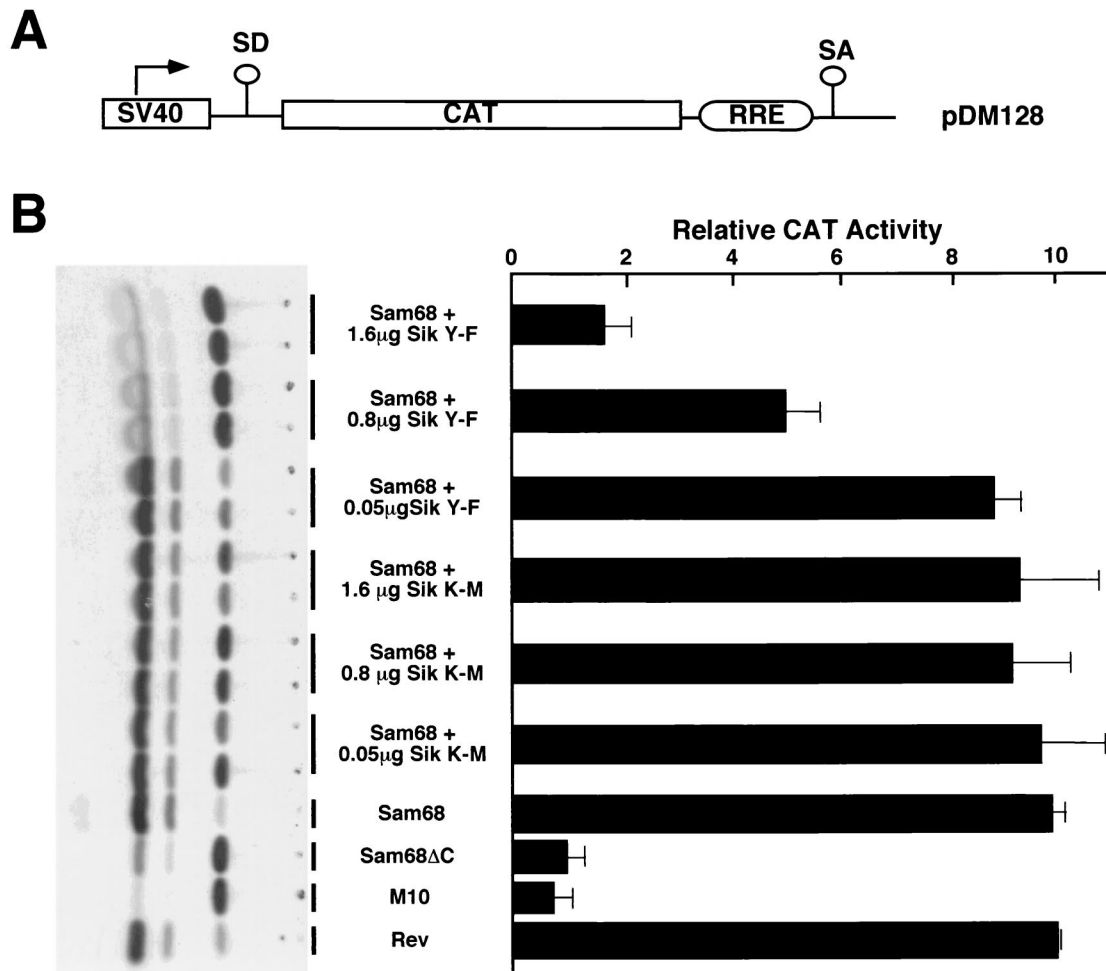 A
SD
SA
SV40
CAT
RRE
pDM128
B
Relative CAT Activity
0 2 4 6 8 10
Sam68 +
1.6μg Sik Y-F
Sam68 +
0.8μg Sik Y-F
Sam68 +
0.05μgSik Y-F
Sam68 +
1.6 μg Sik K-M
Sam68 +
0.8 μg Sik K-M
Sam68 +
0.05μg Sik K-M
Sam68
Sam68ΔC
M10
Rev